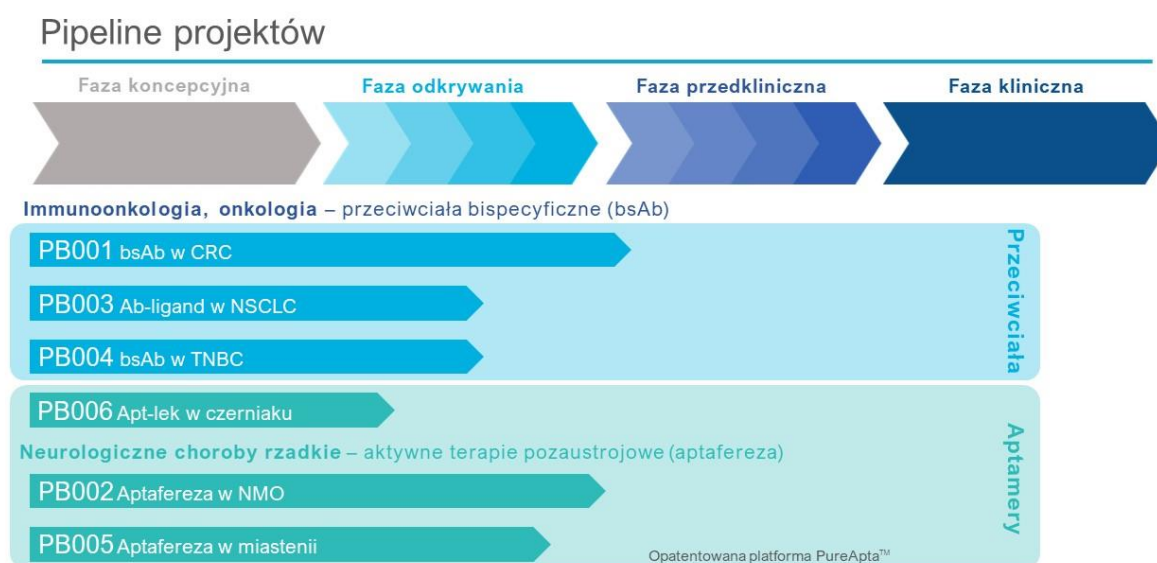 Pipeline projektów
Faza koncepcyjna
Faza odkrywania
Faza przedkliniczna
Faza kliniczna
Immunoonkologia, onkologia – przeciwciała bispecyficzne (bsAb)
PB001 bsAb w CRC
PB003 Ab-ligand w NSCLC
PB004 bsAb w TNBC
Przeciwciała
PB006 Apt-lek w czerniaku
Neurologiczne choroby rzadkie – aktywne terapie pozaustrojowe (aptafereza)
PB002 Aptafereza w NMO
PB005 Aptafereza w miastenii
Aptamery
Opatentowana platforma PureApta™